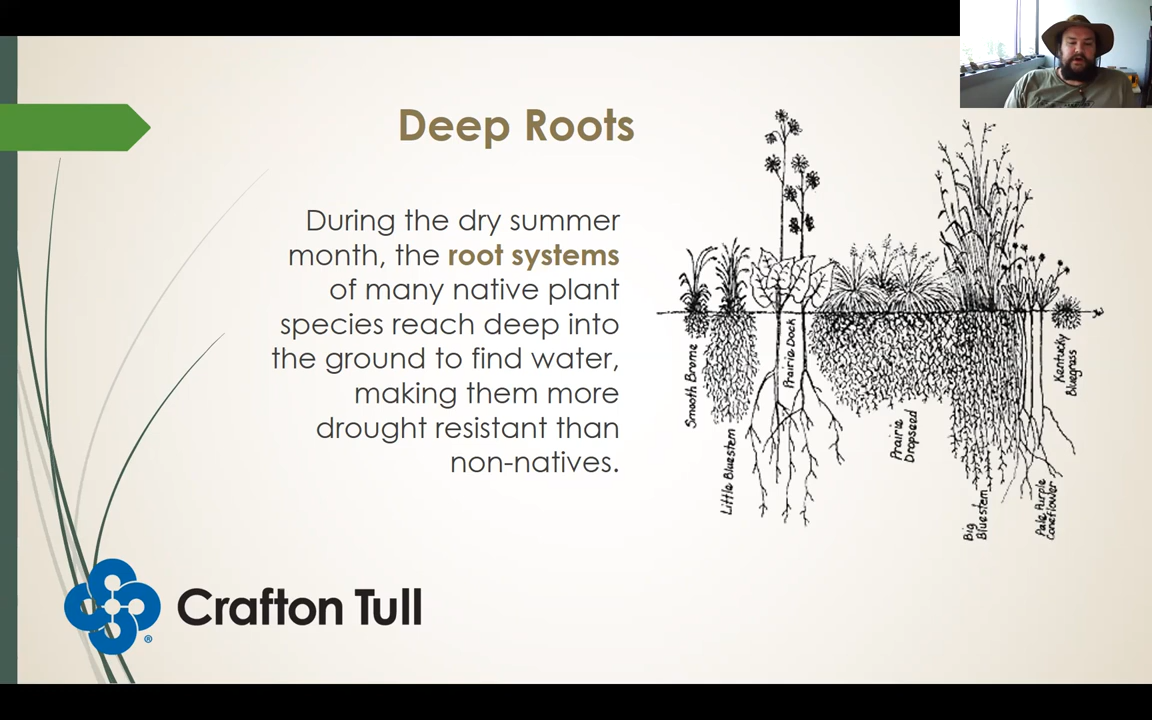 Deep Roots
During the dry summer
month, the root systems
of many native plant
species reach deep into
the ground to find water,
making them more
drought resistant than
non-natives.
Smooth Brome
Little Bluestem
Prairie Dock
Prairie
Dropseed
Big
Bluestem
Pale Purple
Coneflower
Kentucky
Bluegrass
Crafton Tull
®